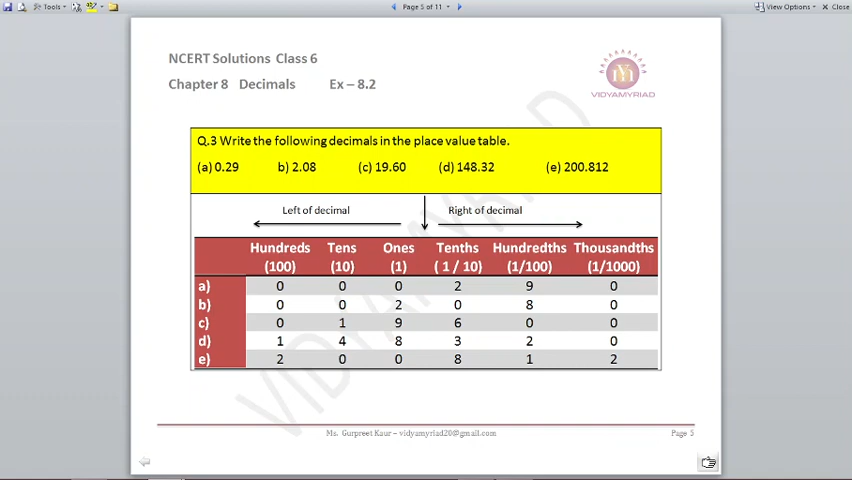 Tools
Page 5 of 11
View Options
Close
NCERT Solutions Class 6
Chapter 8 Decimals Ex – 8.2
VIDYAMYRIAD
Q.3 Write the following decimals in the place value table.
(a) 0.29 b) 2.08 (c) 19.60 (d) 148.32 (e) 200.812
Left of decimal Right of decimal
Hundreds Tens Ones Tenths Hundredths Thousandths
(100) (10) (1) ( 1 / 10) (1/100) (1/1000)
a) 0 0 0 2 9 0
b) 0 0 2 0 8 0
c) 0 1 9 6 0 0
d) 1 4 8 3 2 0
e) 2 0 0 8 1 2
VIDYAMYRIAD
Ms. Gurpreet Kaur – vidyamyriad20@gmail.com Page 5